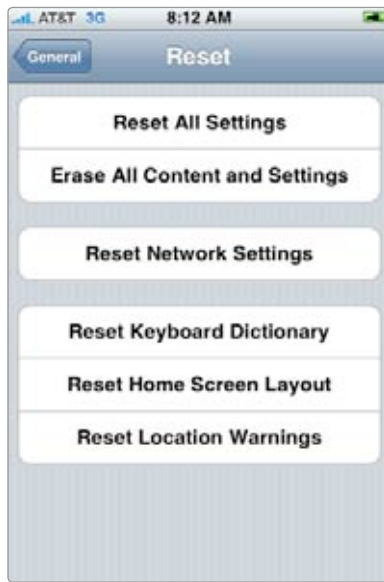 AT&T 3G 8:12 AM
General Reset
Reset All Settings
Erase All Content and Settings
Reset Network Settings
Reset Keyboard Dictionary
Reset Home Screen Layout
Reset Location Warnings